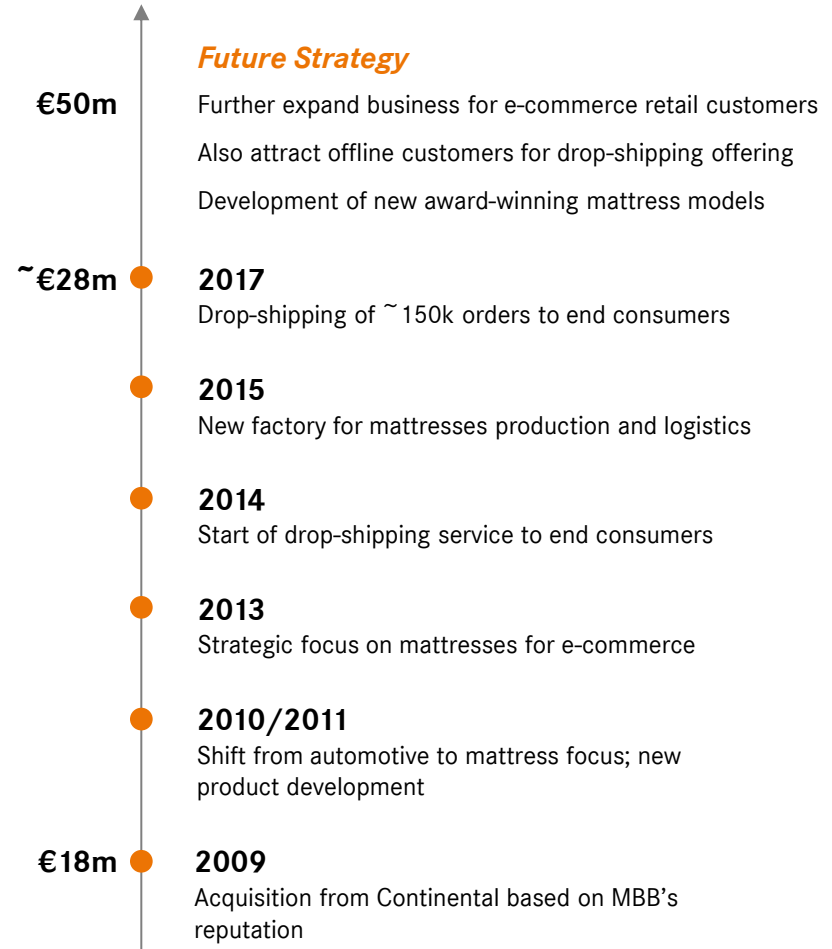 Future Strategy
€50m
Further expand business for e-commerce retail customers
Also attract offline customers for drop-shipping offering
Development of new award-winning mattress models
~€28m
2017
Drop-shipping of ~150k orders to end consumers
2015
New factory for mattresses production and logistics
2014
Start of drop-shipping service to end consumers
2013
Strategic focus on mattresses for e-commerce
2010/2011
Shift from automotive to mattress focus; new
product development
€18m
2009
Acquisition from Continental based on MBB’s
reputation